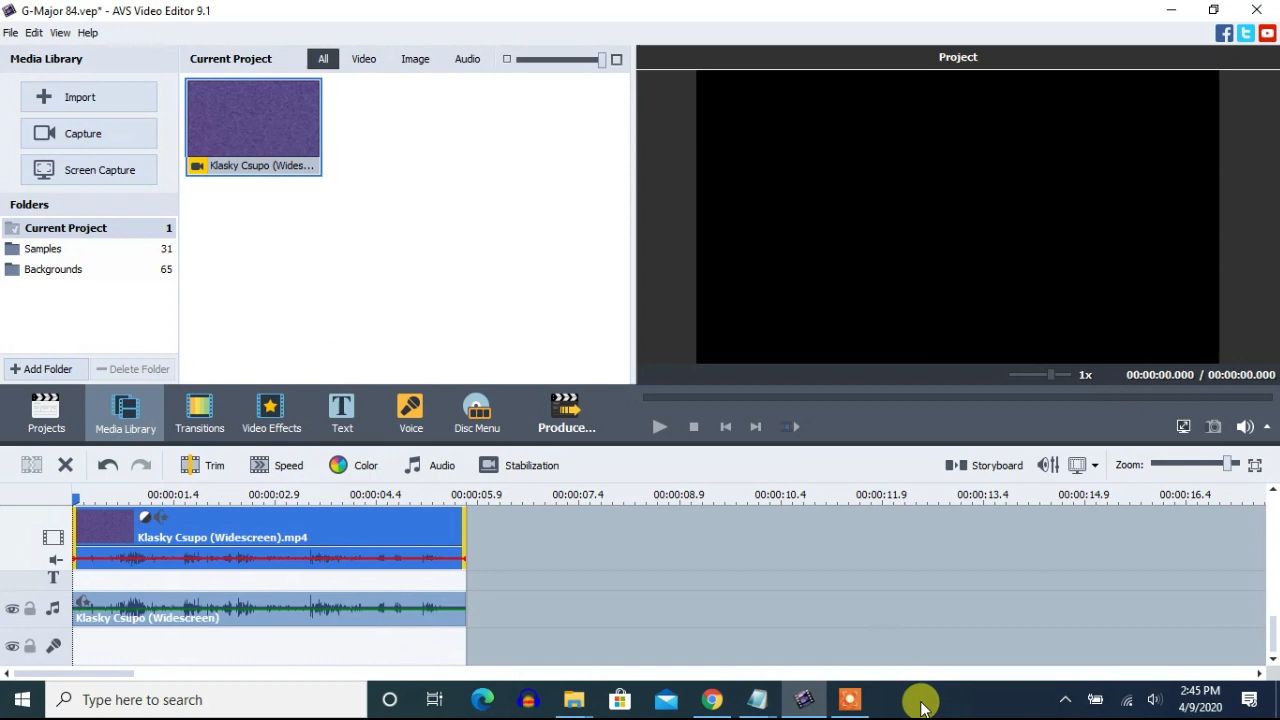 G-Major 84.vep* - AVS Video Editor 9.1
File Edit View Help
Media Library
Current Project
All
Video
Image
Audio
Project
Import
Capture
Screen Capture
Klasky Csupo (Wides...
Folders
Current Project 1
Samples 31
Backgrounds 65
Add Folder
Delete Folder
1x
00:00:00.000 / 00:00:00.000
Projects
Media Library
Transitions
Video Effects
Text
Voice
Disc Menu
Produce...
Trim
Speed
Color
Audio
Stabilization
Storyboard
Zoom:
00:00:01.4 00:00:02.9 00:00:04.4 00:00:05.9 00:00:07.4 00:00:08.9 00:00:10.4 00:00:11.9 00:00:13.4 00:00:14.9 00:00:16.4
Klasky Csupo (Widescreen).mp4
T
Klasky Csupo (Widescreen)
Type here to search
2:45 PM
4/9/2020